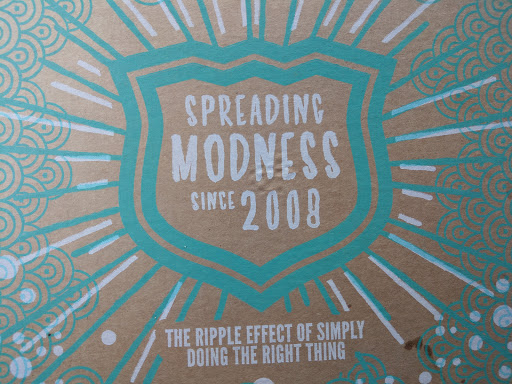 SPREADING
MODNESS
SINCE 2008
THE RIPPLE EFFECT OF SIMPLY
DOING THE RIGHT THING